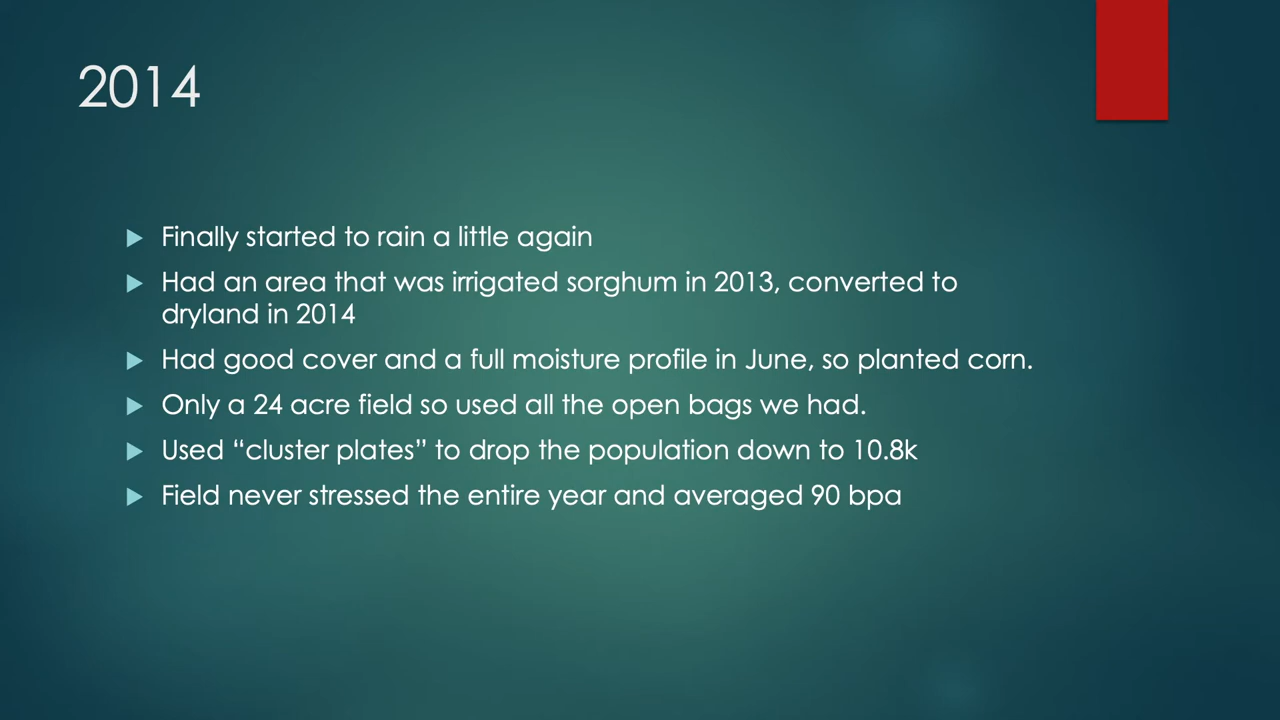 2014
Finally started to rain a little again
Had an area that was irrigated sorghum in 2013, converted to
dryland in 2014
Had good cover and a full moisture profile in June, so planted corn.
Only a 24 acre field so used all the open bags we had.
Used “cluster plates” to drop the population down to 10.8k
Field never stressed the entire year and averaged 90 bpa